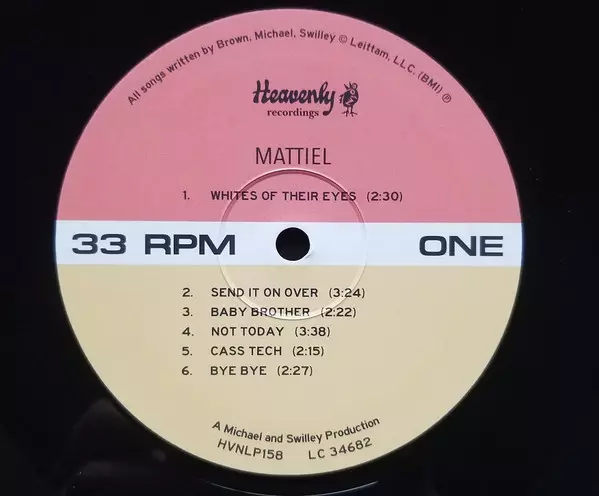 All songs written by Brown, Michael, Swilley © Leittam, LLC. (BMI) ℗
Heavenly
recordings
MATTIEL
1. WHITES OF THEIR EYES (2:30)
33 RPM ONE
2. SEND IT ON OVER (3:24)
3. BABY BROTHER (2:22)
4. NOT TODAY (3:38)
5. CASS TECH (2:15)
6. BYE BYE (2:27)
A Michael and Swilley Production
HVNLP158 LC 34682